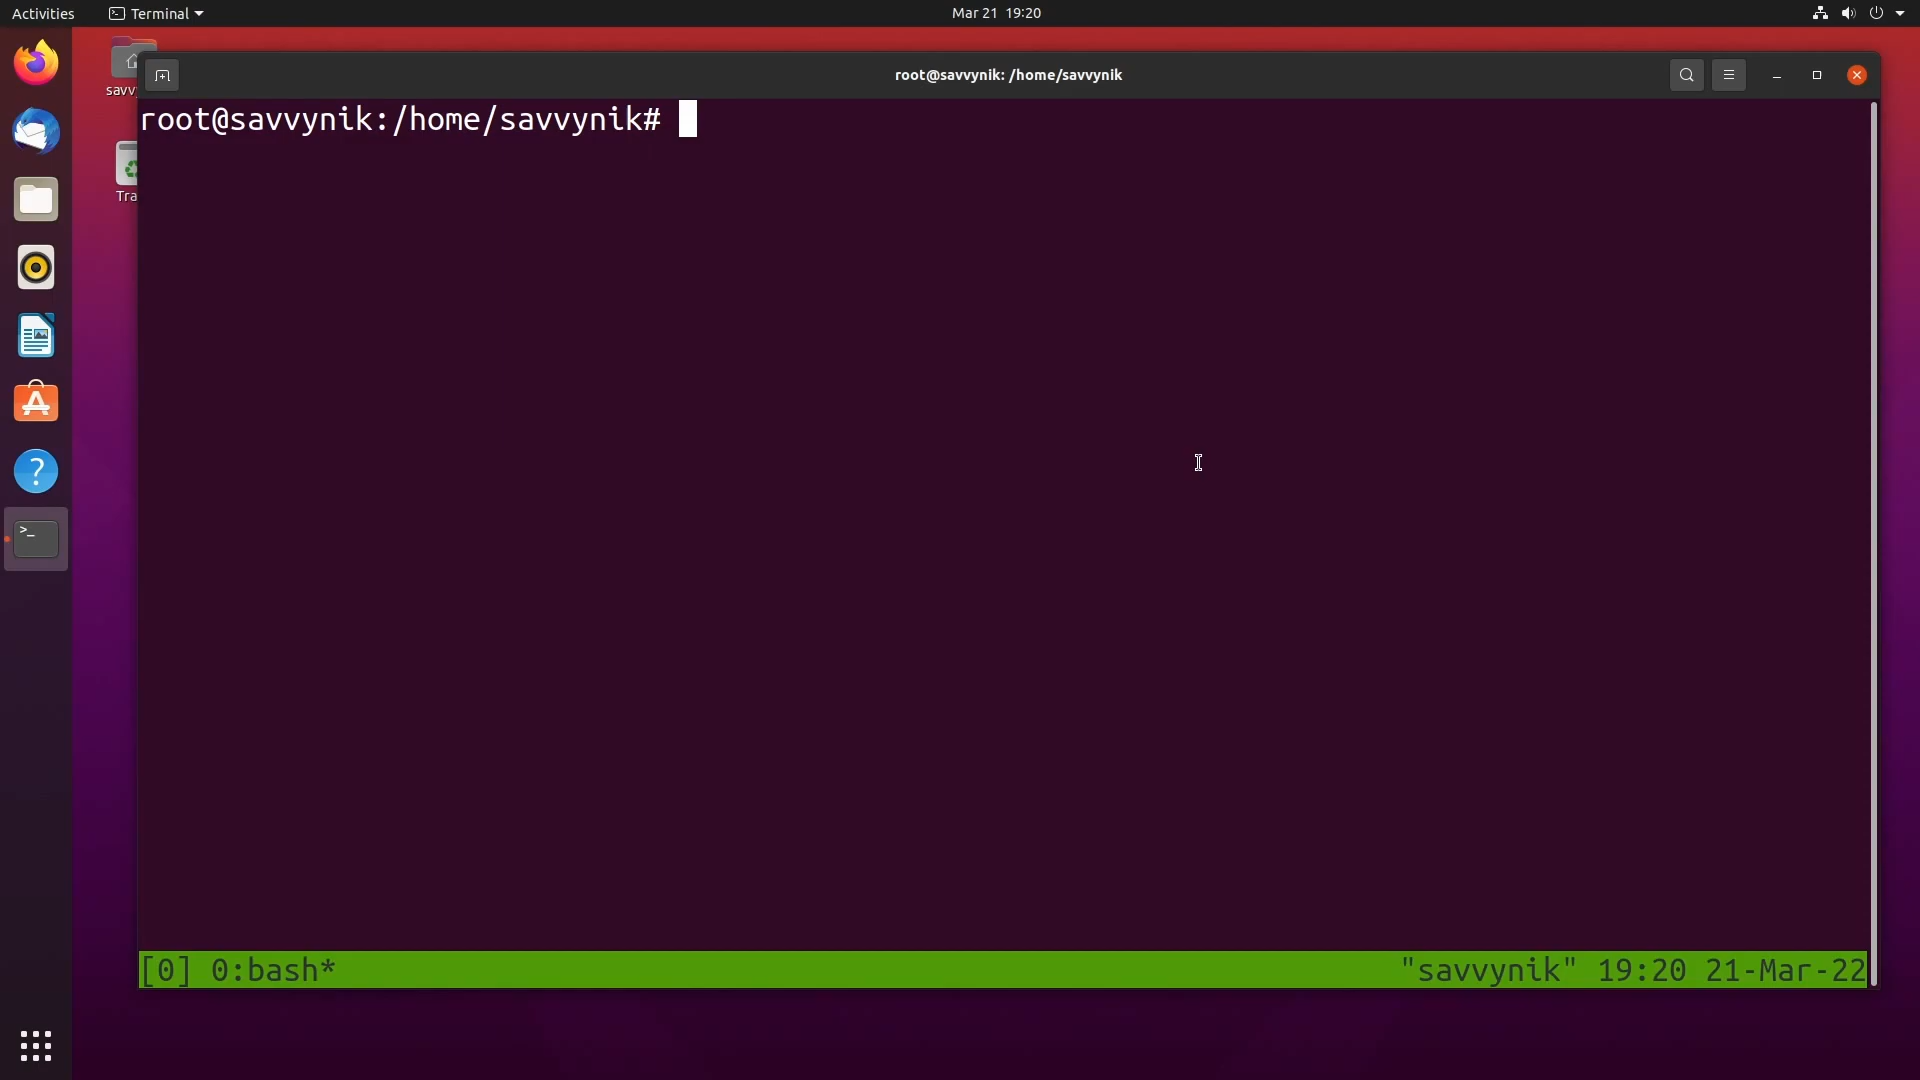 Activities Terminal Mar 21 19:20
root@savvynik: /home/savvynik
root@savvynik:/home/savvynik#
[0] 0:bash* "savvynik" 19:20 21-Mar-22